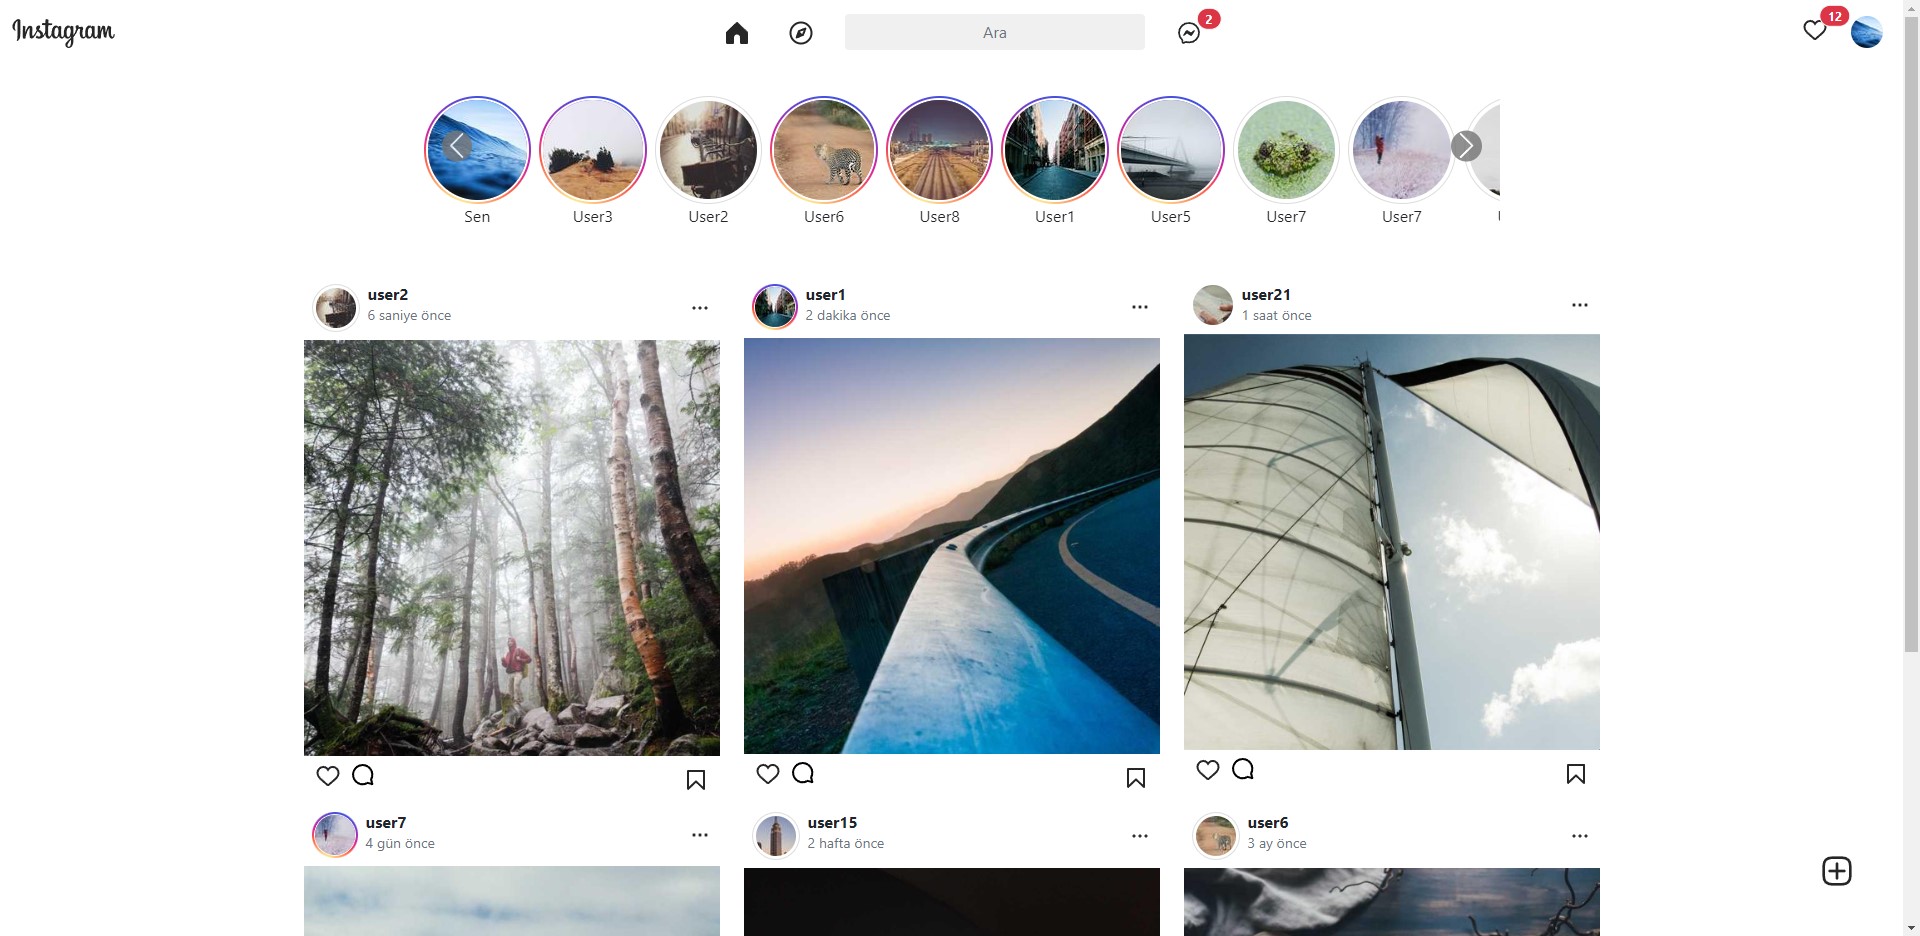 Instagram
Ara
2
12
Sen
User3
User2
User6
User8
User1
User5
User7
User7
user2
6 saniye önce
user1
2 dakika önce
user21
1 saat önce
user7
4 gün önce
user15
2 hafta önce
user6
3 ay önce